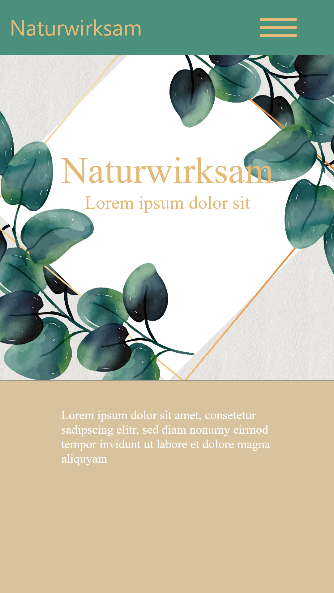 Naturwirksam
Naturwirksam
Lorem ipsum dolor sit
Lorem ipsum dolor sit amet, consetetur
sadipscing elitr, sed diam nonumy eirmod
tempor invidunt ut labore et dolore magna
aliquyam